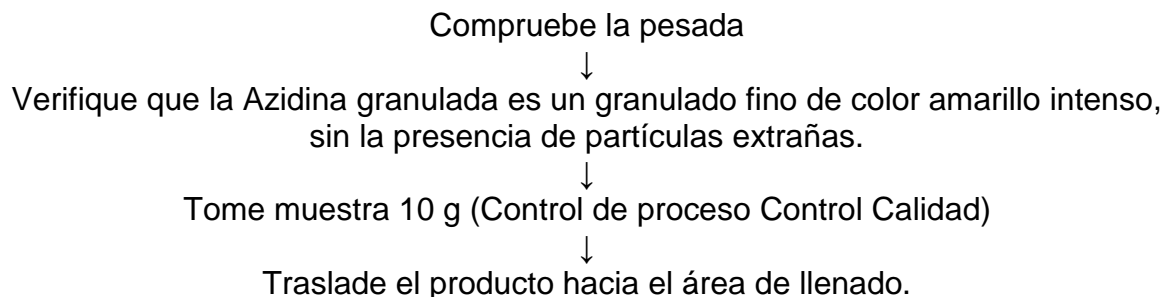 Compruebe la pesada
↓
Verifique que la Azidina granulada es un granulado fino de color amarillo intenso,
sin la presencia de partículas extrañas.
↓
Tome muestra 10 g (Control de proceso Control Calidad)
↓
Traslade el producto hacia el área de llenado.